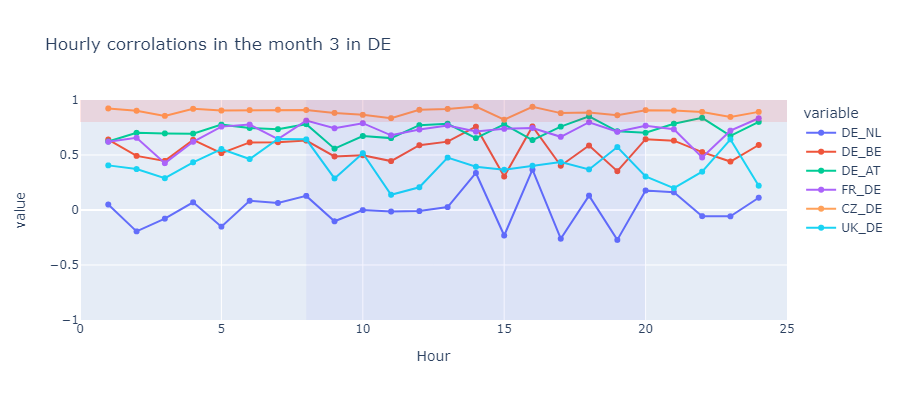 Hourly corrolations in the month 3 in DE
1
0.5
0
−0.5
−1
value
0
5
10
15
20
25
Hour
variable
DE_NL
DE_BE
DE_AT
FR_DE
CZ_DE
UK_DE